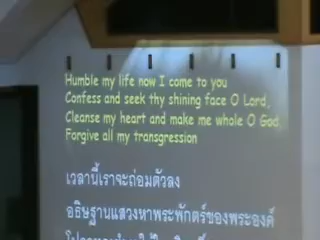 Humble my life now I come to you
Confess and seek thy shining face O Lord,
Cleanse my heart and make me whole O God,
Forgive all my transgression
เวลานี้เราจะถ่อมตัวลง
อธิษฐานแสวงหาพระพักตร์ของพระองค์